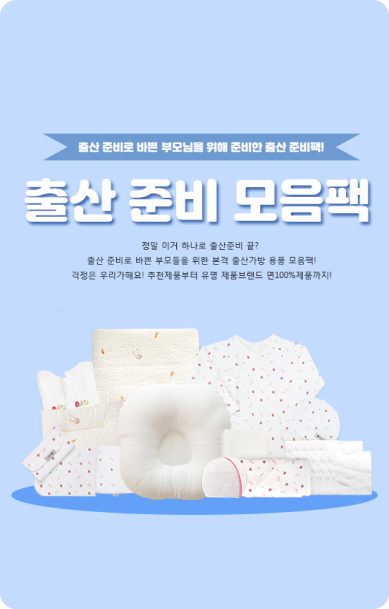 출산 준비로 바쁜 부모님을 위해 준비한 출산 준비팩!
출산 준비 모음팩
정말 이거 하나로 출산준비 끝?
출산 준비로 바쁜 부모들을 위한 본격 출산가방 용품 모음팩!
걱정은 우리가해요! 추천제품부터 유명 제품브랜드 면100%제품까지!